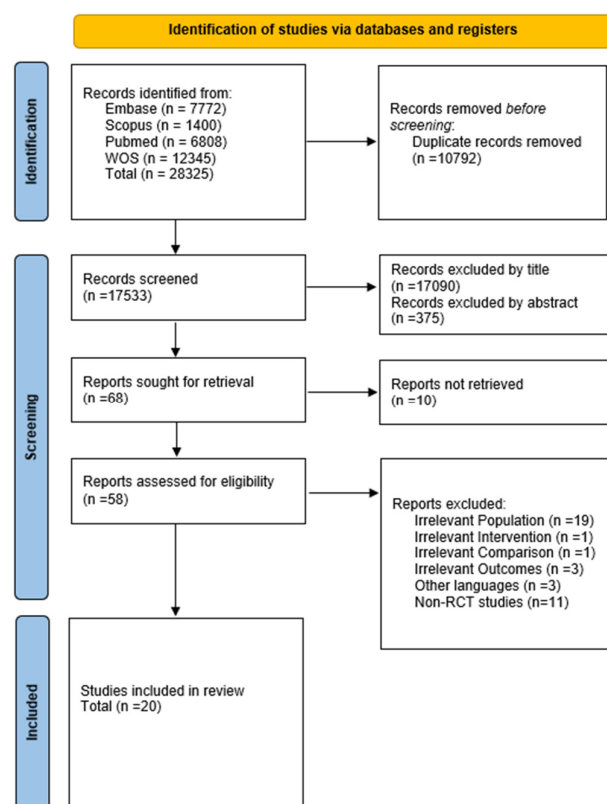 Identification of studies via databases and registers
Identification
Records identified from:
Embase (n = 7772)
Scopus (n = 1400)
Pubmed (n = 6808)
WOS (n = 12345)
Total (n = 28325)
Records removed before
screening:
Duplicate records removed
(n =10792)
Screening
Records screened
(n =17533)
Records excluded by title
(n =17090)
Records excluded by abstract
(n =375)
Reports sought for retrieval
(n =68)
Reports not retrieved
(n =10)
Reports assessed for eligibility
(n =58)
Reports excluded:
Irrelevant Population (n =19)
Irrelevant Intervention (n =1)
Irrelevant Comparison (n =1)
Irrelevant Outcomes (n =3)
Other languages (n =3)
Non-RCT studies (n=11)
Included
Studies included in review
Total (n =20)